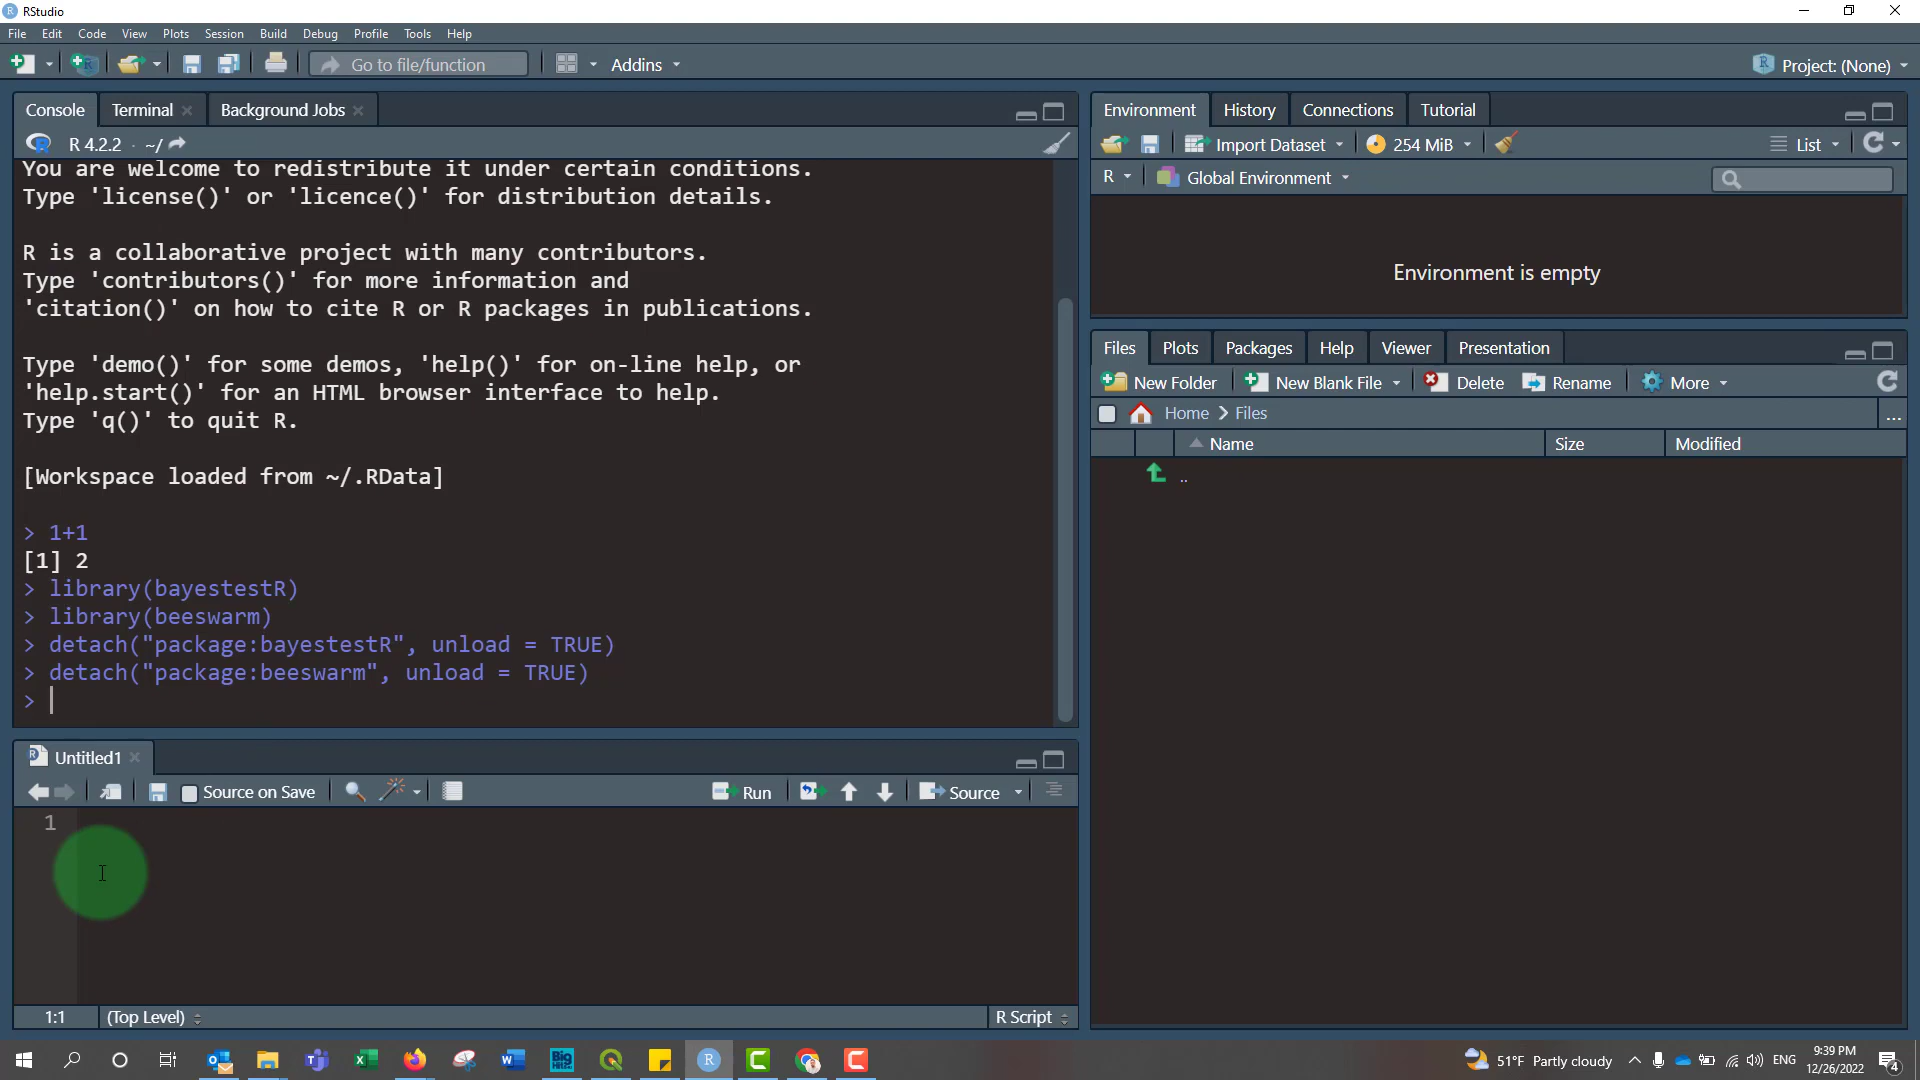 RStudio
File Edit Code View Plots Session Build Debug Profile Tools Help
Go to file/function Addins Project: (None)
Console Terminal Background Jobs
R 4.2.2 · ~/
You are welcome to redistribute it under certain conditions.
Type 'license()' or 'licence()' for distribution details.
R is a collaborative project with many contributors.
Type 'contributors()' for more information and
'citation()' on how to cite R or R packages in publications.
Type 'demo()' for some demos, 'help()' for on-line help, or
'help.start()' for an HTML browser interface to help.
Type 'q()' to quit R.
[Workspace loaded from ~/.RData]
> 1+1
[1] 2
> library(bayestestR)
> library(beeswarm)
> detach("package:bayestestR", unload = TRUE)
> detach("package:beeswarm", unload = TRUE)
>
Untitled1
Source on Save Run Source
1
1:1 (Top Level) R Script
Environment History Connections Tutorial
Import Dataset 254 MiB List
R Global Environment
Environment is empty
Files Plots Packages Help Viewer Presentation
New Folder New Blank File Delete Rename More
Home Files ...
Name Size Modified
..
51°F Partly cloudy ENG 9:39 PM
12/26/2022 4